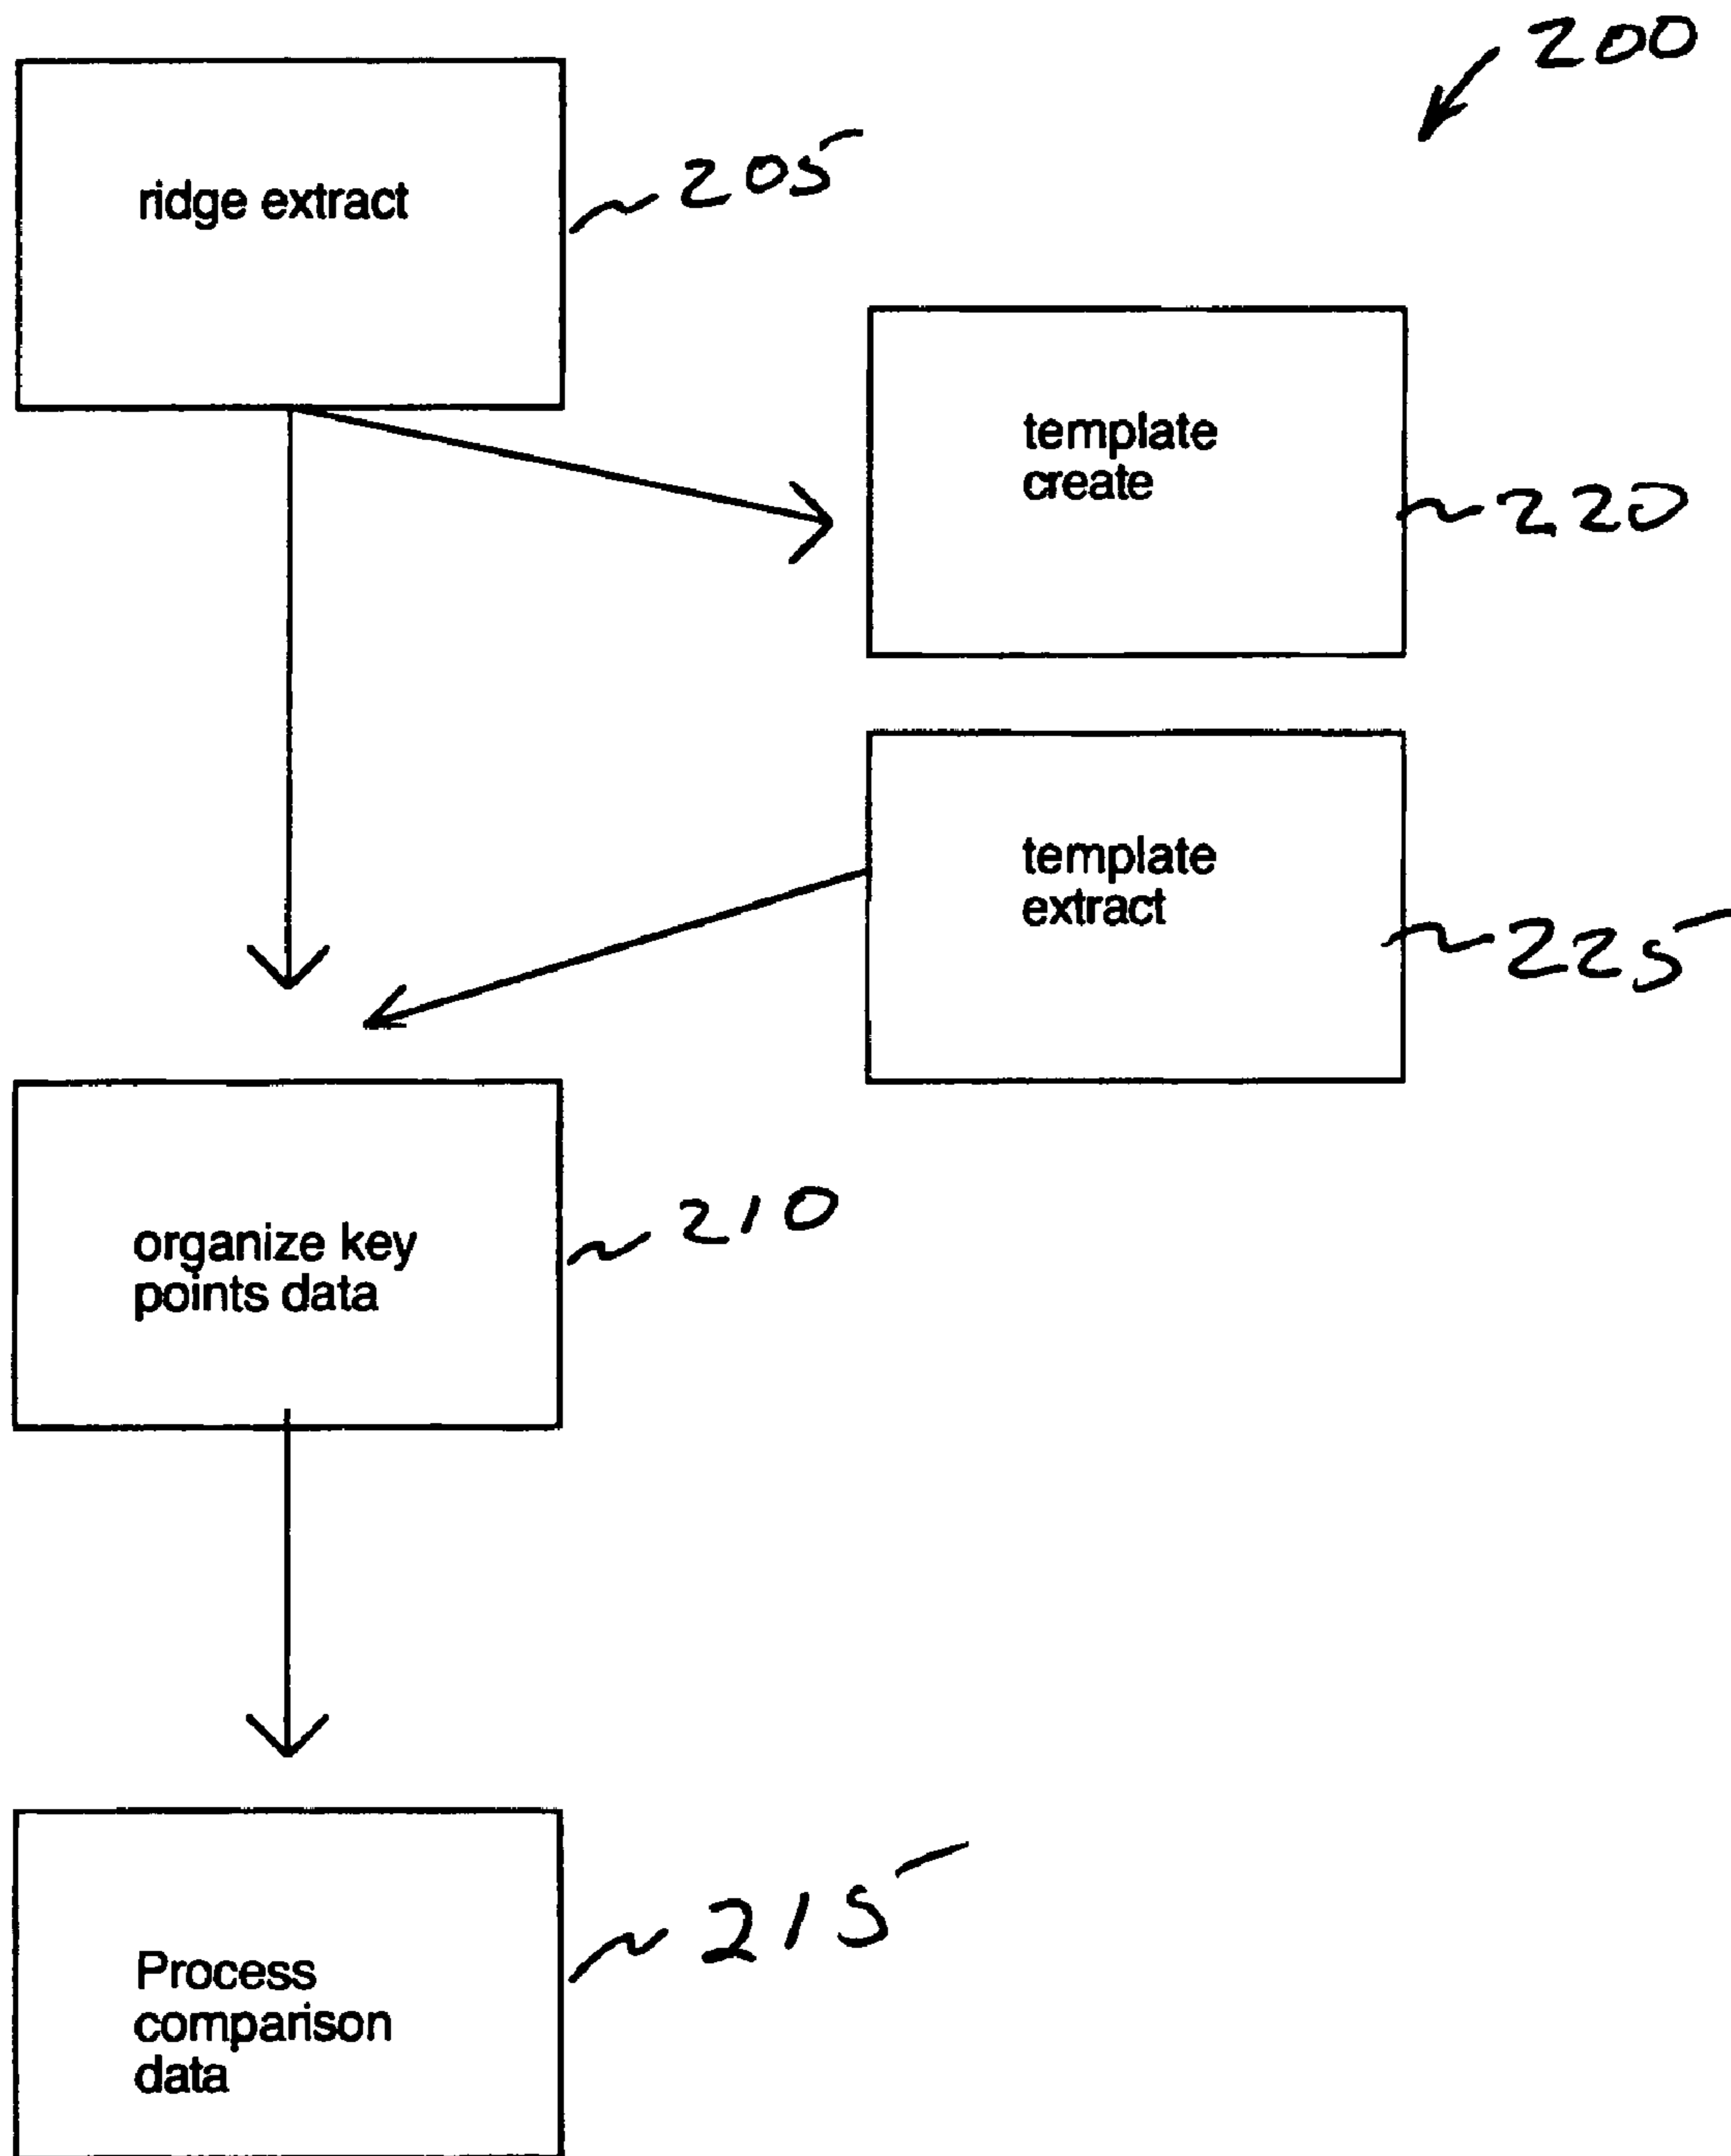 200
ridge extract
205
template
create
220
template
extract
225
organize key
points data
210
Process
comparison
data
215